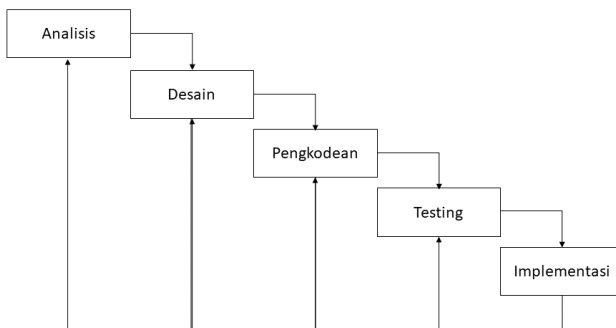 Analisis
Desain
Pengkodean
Testing
Implementasi